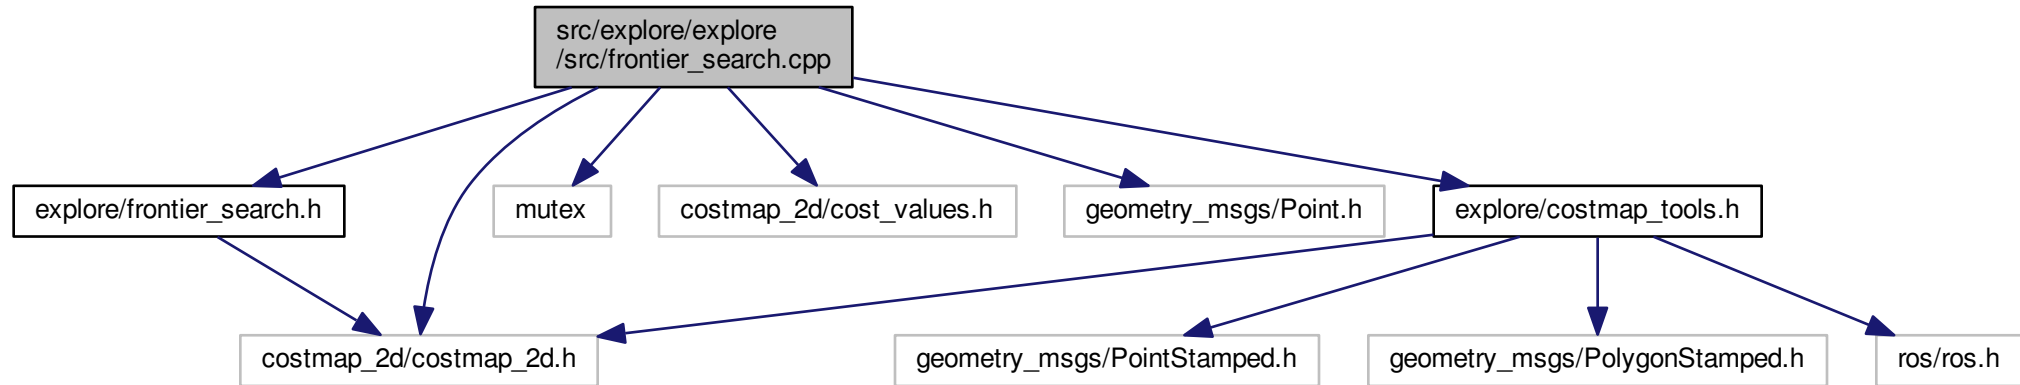 src/explore/explore
/src/frontier_search.cpp
explore/frontier_search.h
mutex
costmap_2d/cost_values.h
geometry_msgs/Point.h
explore/costmap_tools.h
costmap_2d/costmap_2d.h
geometry_msgs/PointStamped.h
geometry_msgs/PolygonStamped.h
ros/ros.h